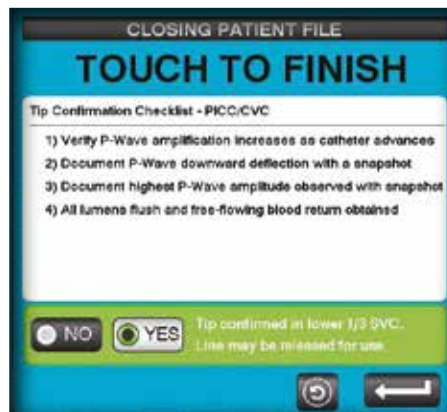 CLOSING PATIENT FILE
TOUCH TO FINISH
Tip Confirmation Checklist - PICC/CVC
1) Verify P-Wave amplification increases as catheter advances
2) Document P-Wave downward deflection with a snapshot
3) Document highest P-Wave amplitude observed with snapshot
4) All lumens flush and free-flowing blood return obtained
NO YES Tip confirmed in lower 1/3 SVC.
Line may be released for use.